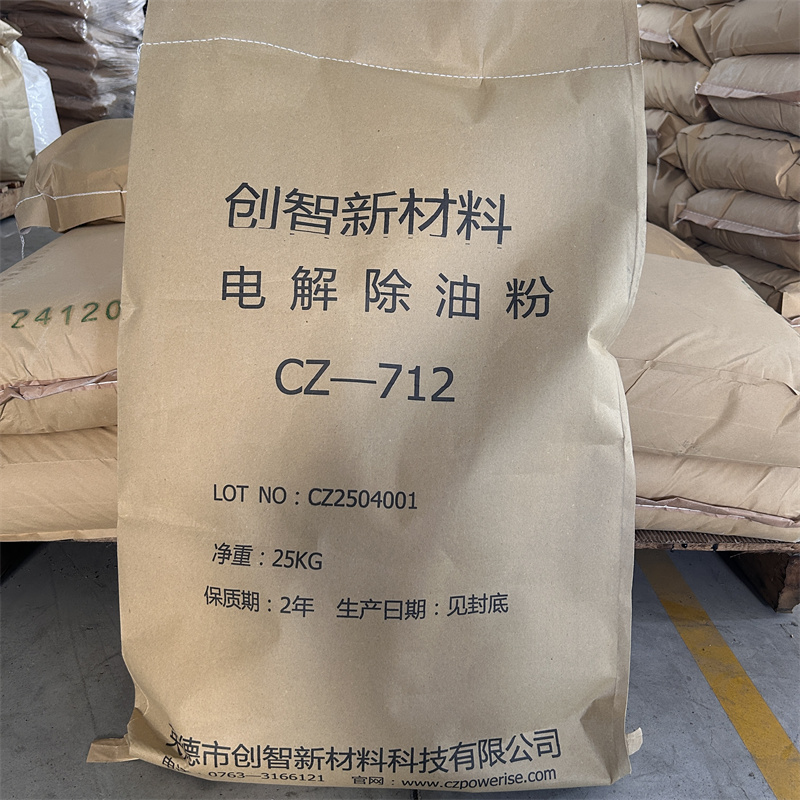 创智新材料
电解除油粉
CZ—712
LOT NO：CZ2504001
净重：25KG
保质期：2年 生产日期：见封底
英德市创智新材料科技有限公司
0763—3166121 官网：www.czpowerise.com
24120